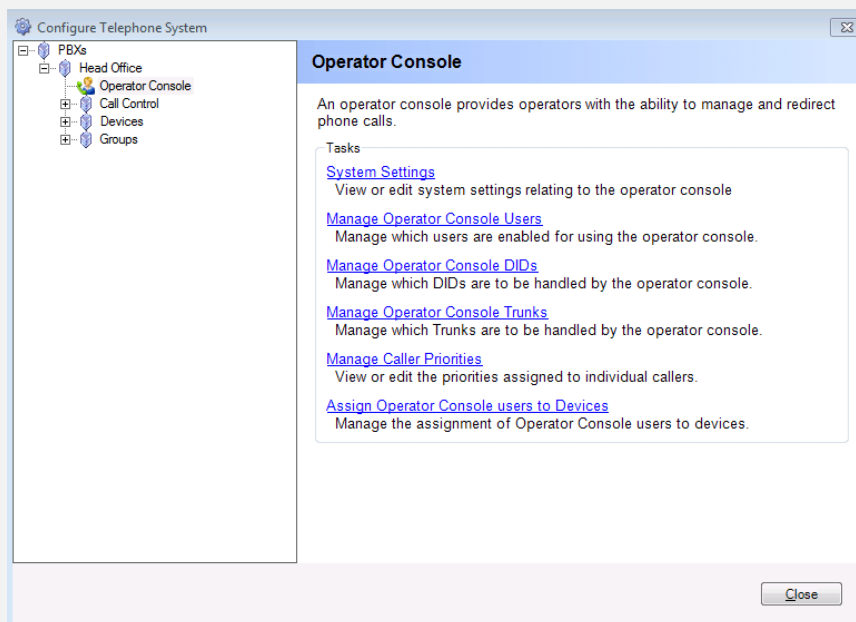 Configure Telephone System
PBXs
Head Office
Operator Console
Call Control
Devices
Groups
Operator Console
An operator console provides operators with the ability to manage and redirect
phone calls.
Tasks
System Settings
View or edit system settings relating to the operator console
Manage Operator Console Users
Manage which users are enabled for using the operator console.
Manage Operator Console DIDs
Manage which DIDs are to be handled by the operator console.
Manage Operator Console Trunks
Manage which Trunks are to be handled by the operator console.
Manage Caller Priorities
View or edit the priorities assigned to individual callers.
Assign Operator Console users to Devices
Manage the assignment of Operator Console users to devices.
Close